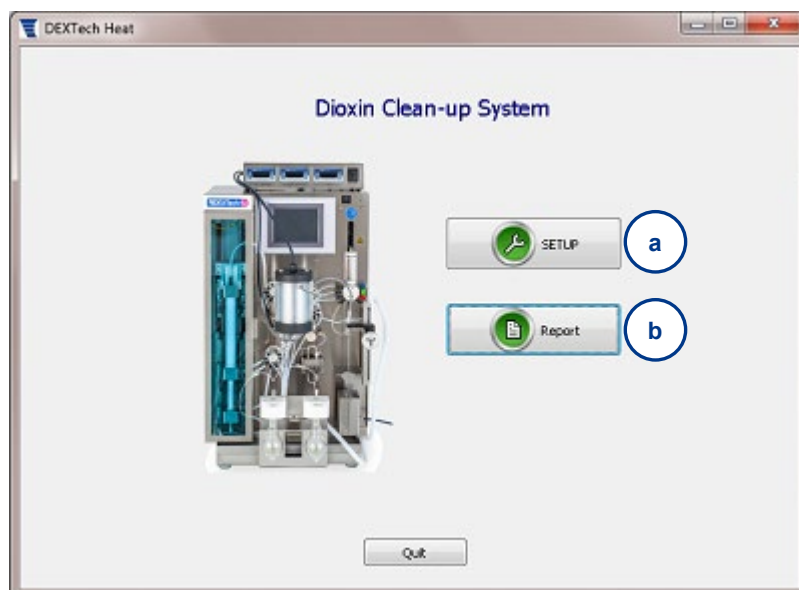 DEXTech Heat
Dioxin Clean-up System
SETUP
a
Report
b
Quit